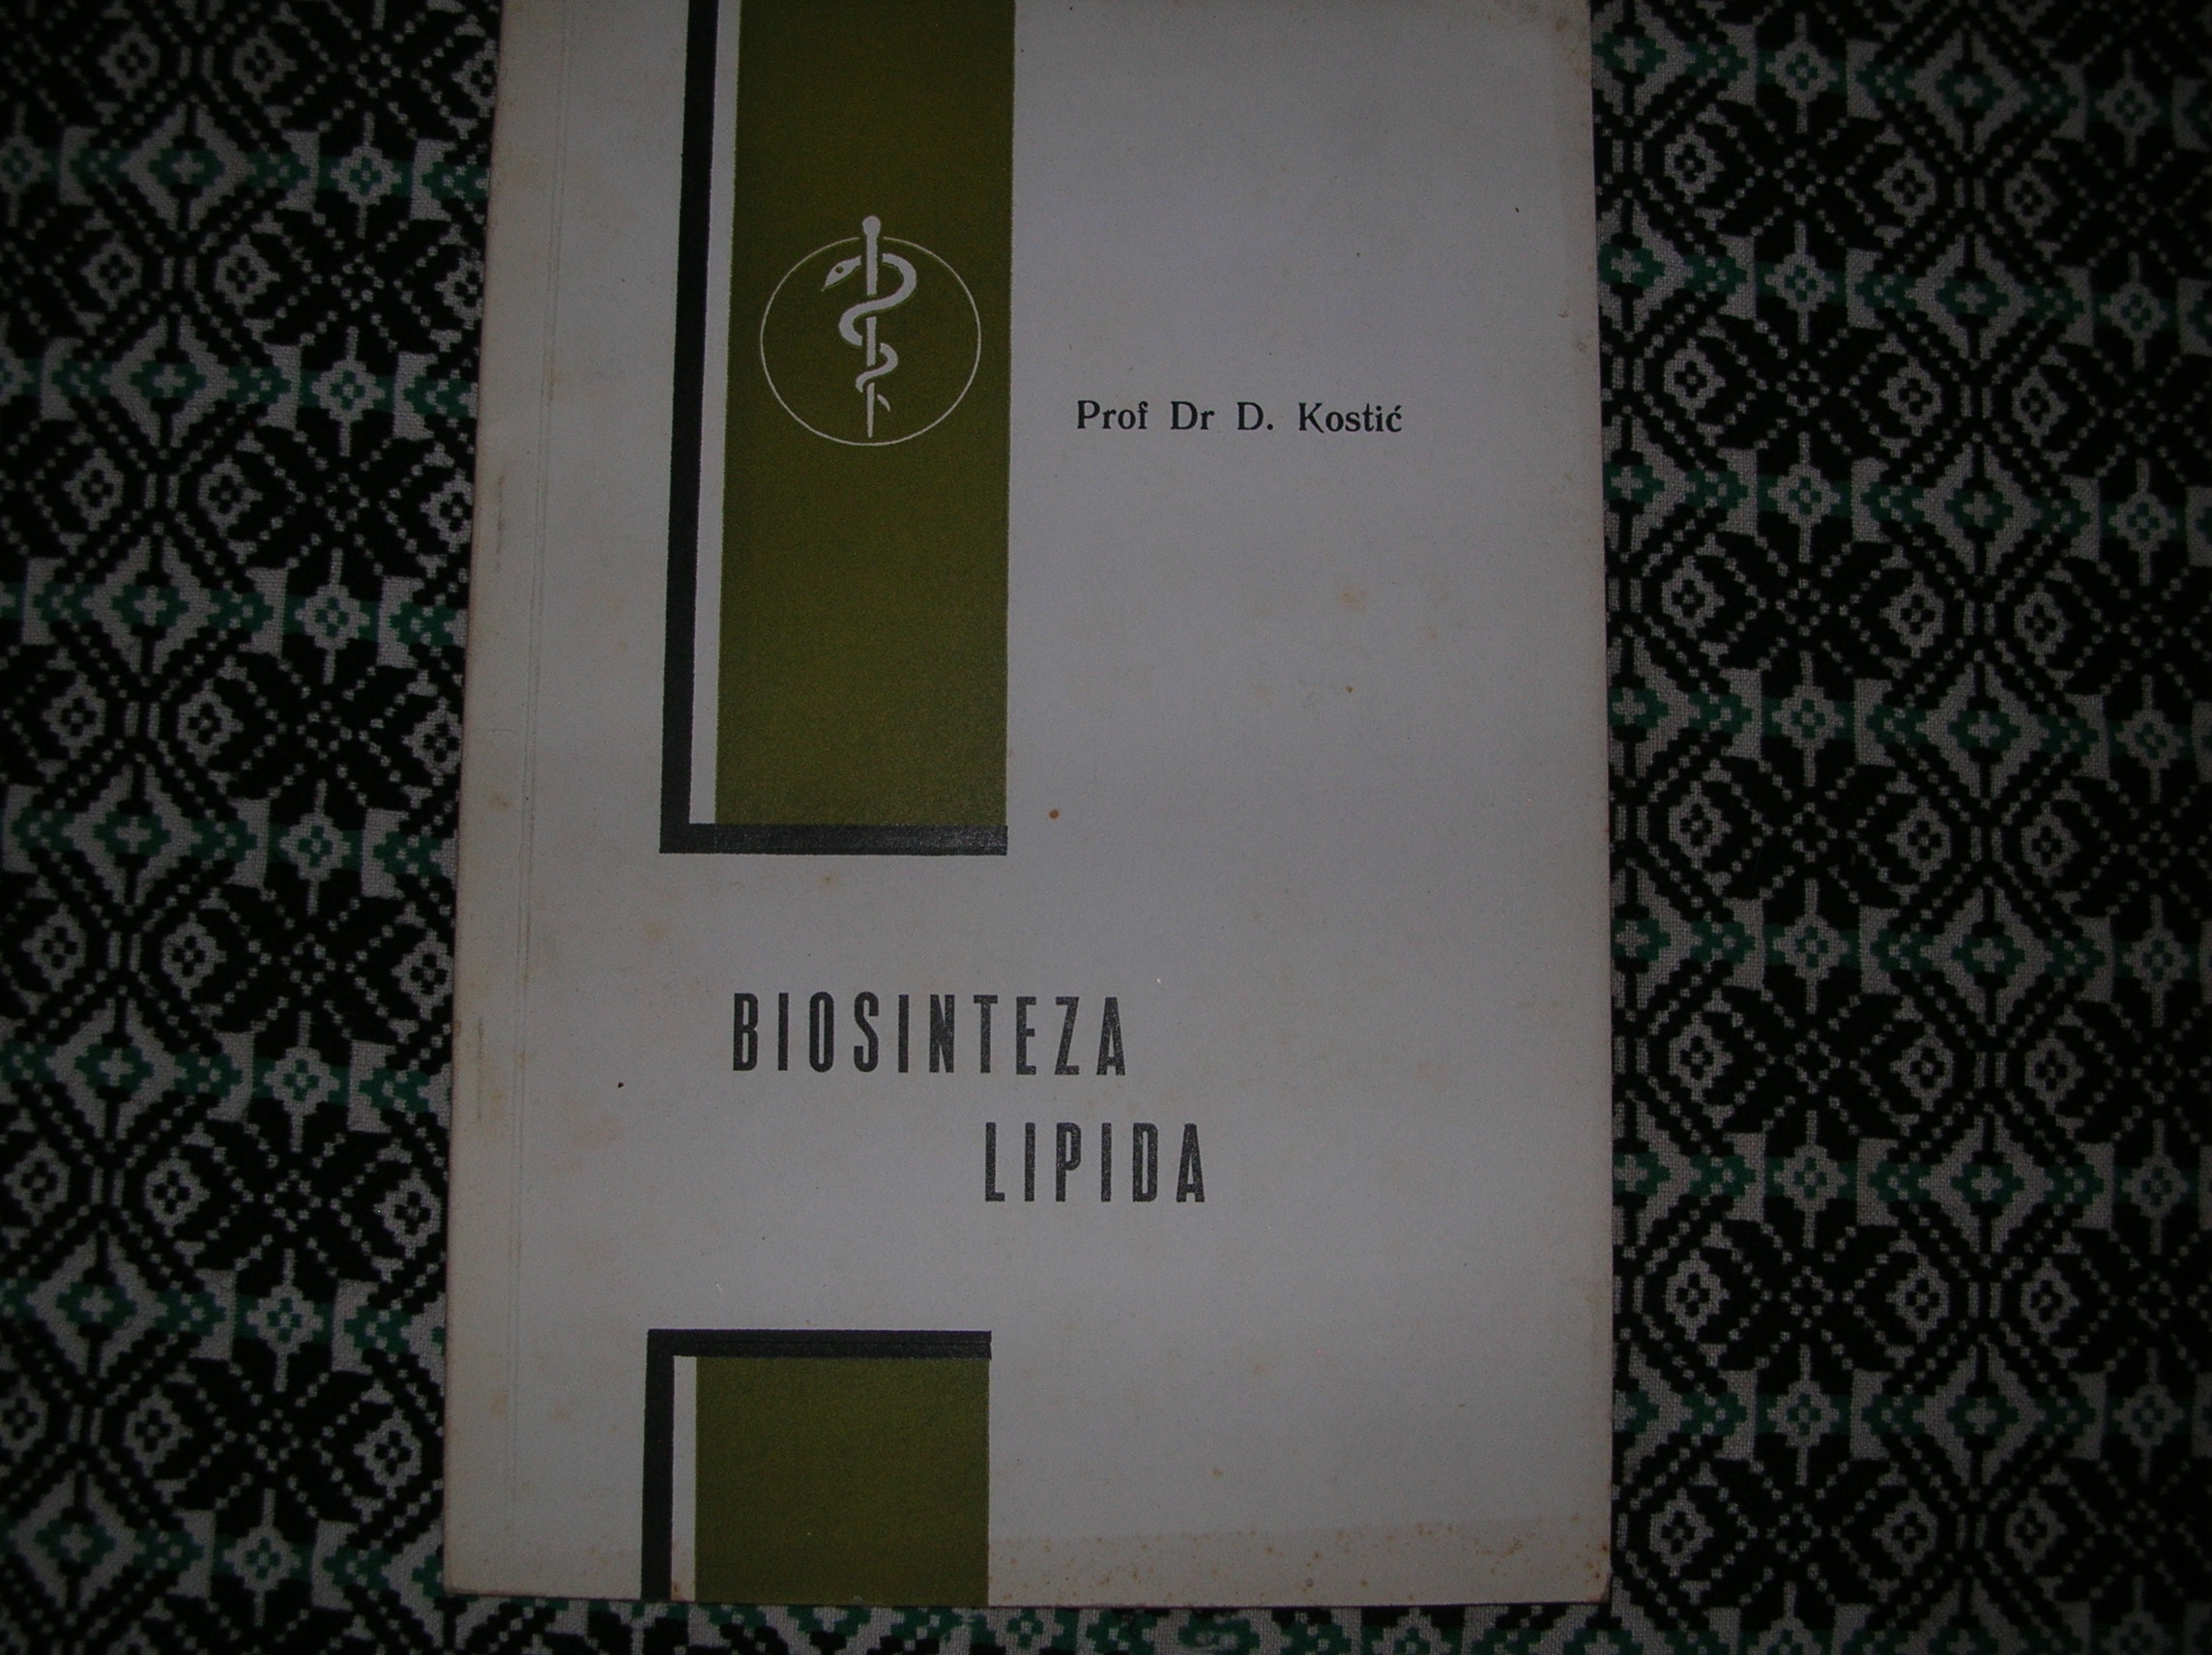 Prof Dr D. Kostić
BIOSINTEZA
LIPIDA